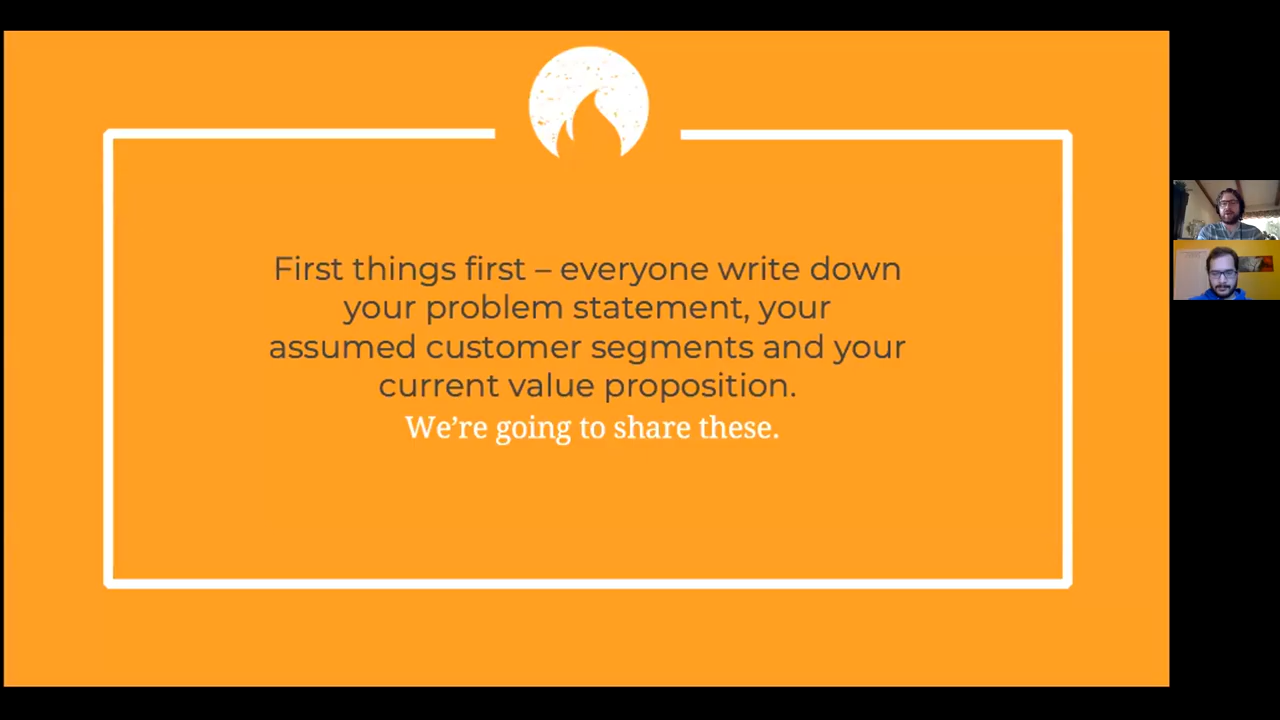 First things first – everyone write down
your problem statement, your
assumed customer segments and your
current value proposition.
We’re going to share these.